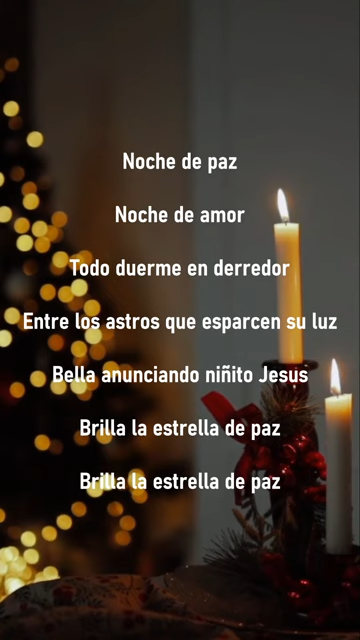 Noche de paz
Noche de amor
Todo duerme en derredor
Entre los astros que esparcen su luz
Bella anunciando niñito Jesus
Brilla la estrella de paz
Brilla la estrella de paz